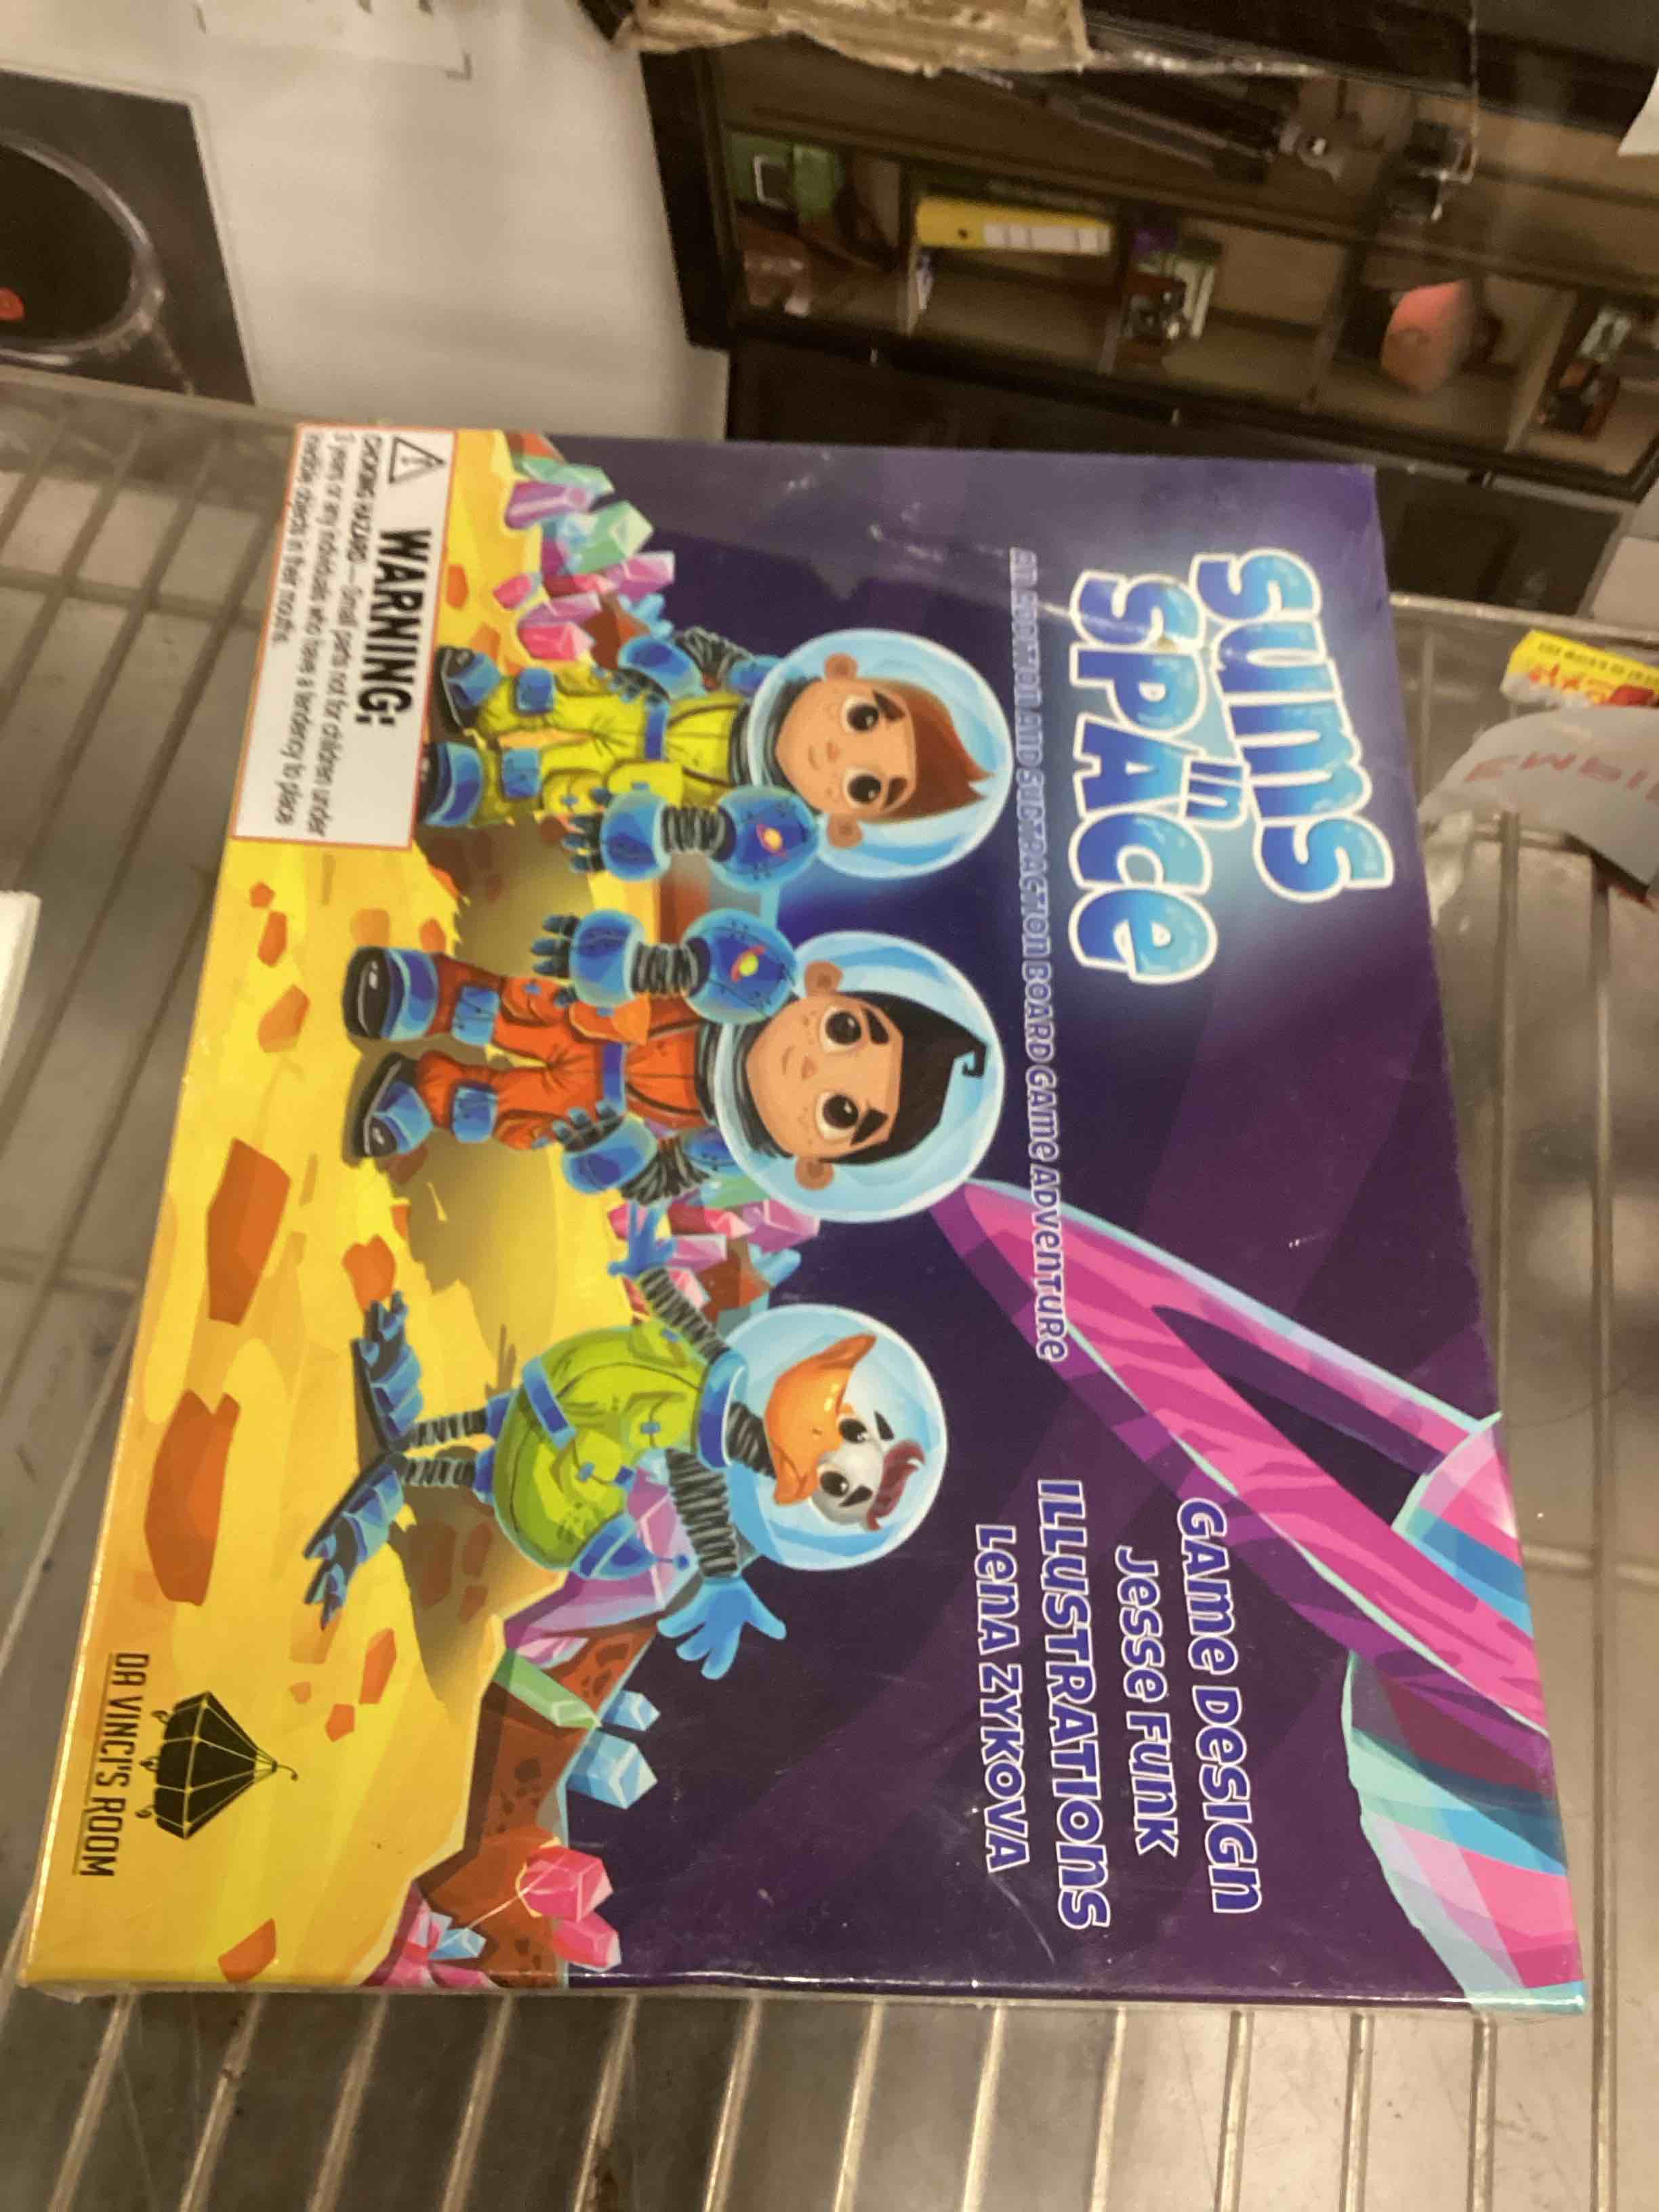 SUMS
in
SPACE
AN ADDITION AND SUBTRACTION BOARD GAME ADVENTURE
GAME DESIGN
JESSE FUNK
ILLUSTRATIONS
LENA ZYKOVA
WARNING:
CHOKING HAZARD—Small parts not for children under
3 years or any individuals who have a tendency to place
inedible objects in their mouths.
DA VINCI'S ROOM